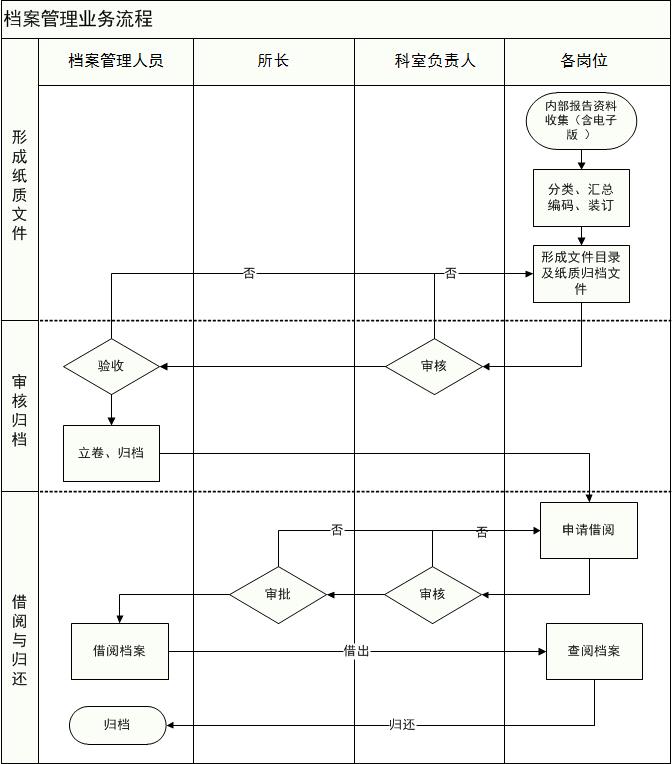 档案管理业务流程
档案管理人员
所长
科室负责人
各岗位
形成纸质文件
内部报告资料
收集（含电子
版 ）
分类、汇总
编码、装订
形成文件目录
及纸质归档文
件
否
否
审核归档
验收
审核
立卷、归档
借阅与归还
申请借阅
否
否
审批
审核
借阅档案
借出
查阅档案
归档
归还